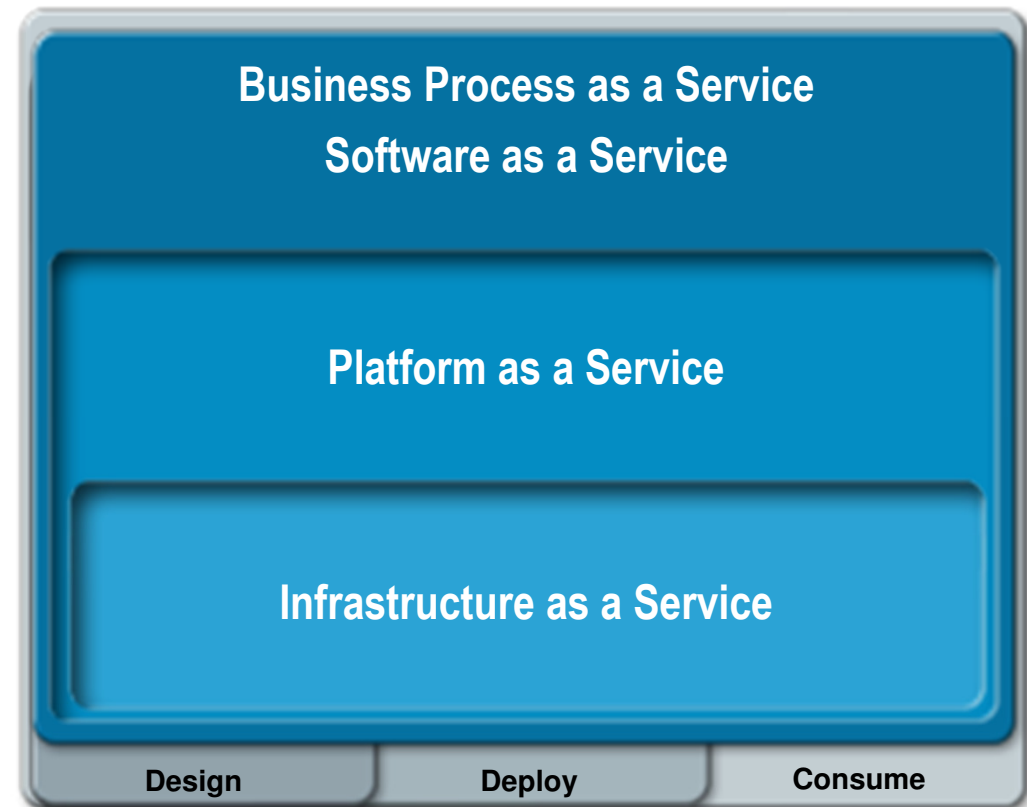 Business Process as a Service
Software as a Service
Platform as a Service
Infrastructure as a Service
Design Deploy Consume